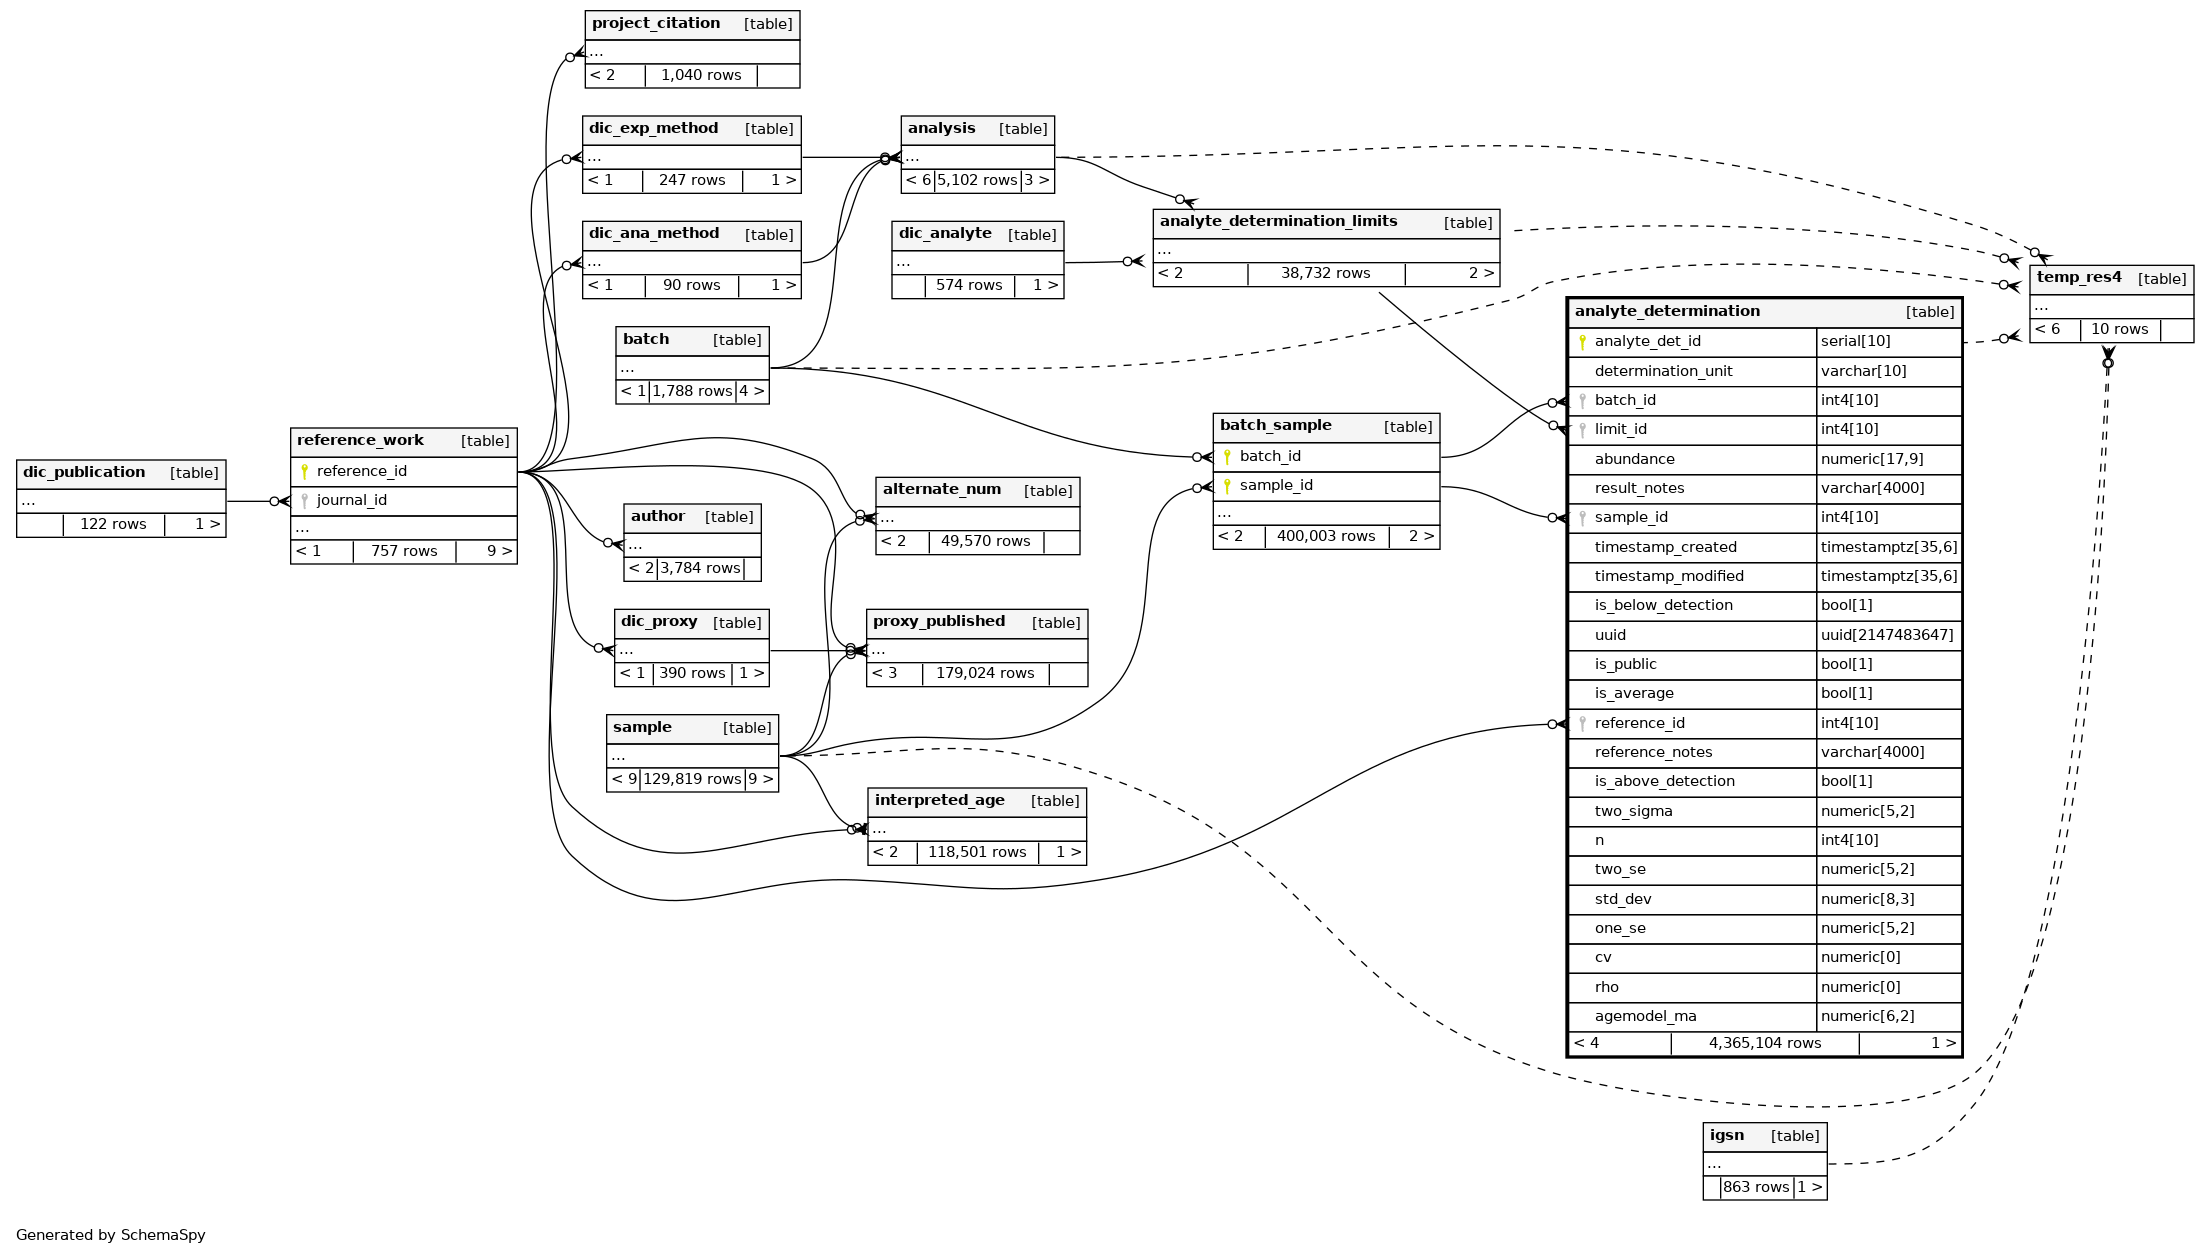 project_citation [table]
...
< 2 1,040 rows
dic_exp_method [table]
...
< 1 247 rows 1 >
analysis [table]
...
< 6 5,102 rows 3 >
dic_ana_method [table]
...
< 1 90 rows 1 >
dic_analyte [table]
...
574 rows 1 >
analyte_determination_limits [table]
...
< 2 38,732 rows 2 >
temp_res4 [table]
...
< 6 10 rows
batch [table]
...
< 1 1,788 rows 4 >
dic_publication [table]
...
122 rows 1 >
reference_work [table]
reference_id
journal_id
...
< 1 757 rows 9 >
author [table]
...
< 2 3,784 rows
alternate_num [table]
...
< 2 49,570 rows
batch_sample [table]
batch_id
sample_id
...
< 2 400,003 rows 2 >
dic_proxy [table]
...
< 1 390 rows 1 >
proxy_published [table]
...
< 3 179,024 rows
sample [table]
...
< 9 129,819 rows 9 >
interpreted_age [table]
...
< 2 118,501 rows 1 >
analyte_determination [table]
analyte_det_id serial[10]
determination_unit varchar[10]
batch_id int4[10]
limit_id int4[10]
abundance numeric[17,9]
result_notes varchar[4000]
sample_id int4[10]
timestamp_created timestamptz[35,6]
timestamp_modified timestamptz[35,6]
is_below_detection bool[1]
uuid uuid[2147483647]
is_public bool[1]
is_average bool[1]
reference_id int4[10]
reference_notes varchar[4000]
is_above_detection bool[1]
two_sigma numeric[5,2]
n int4[10]
two_se numeric[5,2]
std_dev numeric[8,3]
one_se numeric[5,2]
cv numeric[0]
rho numeric[0]
agemodel_ma numeric[6,2]
< 4 4,365,104 rows 1 >
igsn [table]
...
863 rows 1 >
Generated by SchemaSpy